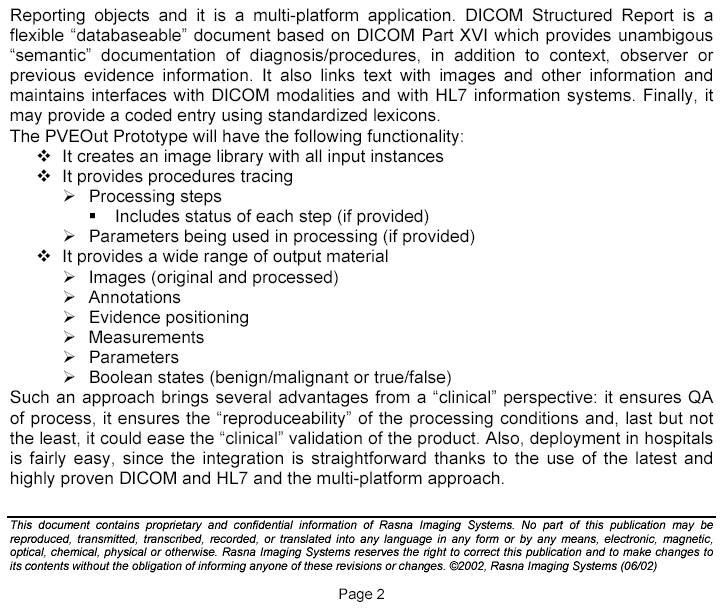 Reporting objects and it is a multi-platform application. DICOM Structured Report is a
flexible “databaseable” document based on DICOM Part XVI which provides unambigous
“semantic” documentation of diagnosis/procedures, in addition to context, observer or
previous evidence information. It also links text with images and other information and
maintains interfaces with DICOM modalities and with HL7 information systems. Finally, it
may provide a coded entry using standardized lexicons.
The PVEOut Prototype will have the following functionality:
❖ It creates an image library with all input instances
❖ It provides procedures tracing
➢ Processing steps
▪ Includes status of each step (if provided)
➢ Parameters being used in processing (if provided)
❖ It provides a wide range of output material
➢ Images (original and processed)
➢ Annotations
➢ Evidence positioning
➢ Measurements
➢ Parameters
➢ Boolean states (benign/malignant or true/false)
Such an approach brings several advantages from a “clinical” perspective: it ensures QA
of process, it ensures the “reproduceability” of the processing conditions and, last but not
the least, it could ease the “clinical” validation of the product. Also, deployment in hospitals
is fairly easy, since the integration is straightforward thanks to the use of the latest and
highly proven DICOM and HL7 and the multi-platform approach.
This document contains proprietary and confidential information of Rasna Imaging Systems. No part of this publication may be
reproduced, transmitted, transcribed, recorded, or translated into any language in any form or by any means, electronic, magnetic,
optical, chemical, physical or otherwise. Rasna Imaging Systems reserves the right to correct this publication and to make changes to
its contents without the obligation of informing anyone of these revisions or changes. ©2002, Rasna Imaging Systems (06/02)
Page 2